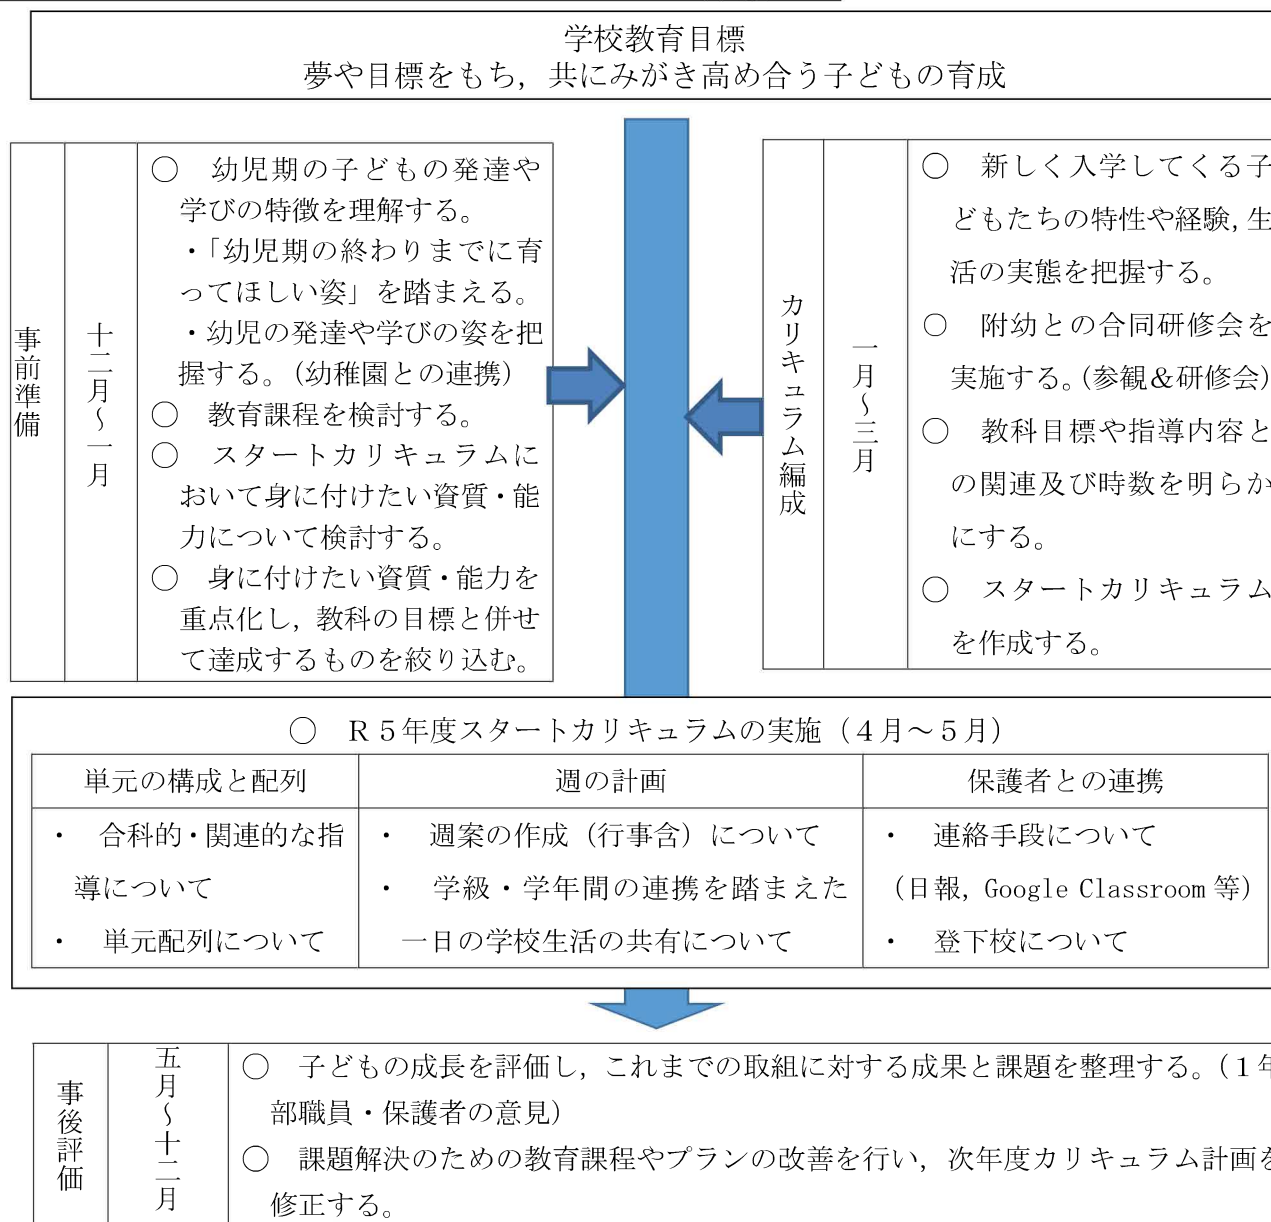 学校教育目標
夢や目標をもち，共にみがき高め合う子どもの育成
事前準備
十二月～一月
○　幼児期の子どもの発達や
学びの特徴を理解する。
・「幼児期の終わりまでに育
ってほしい姿」を踏まえる。
・幼児の発達や学びの姿を把
握する。（幼稚園との連携）
○　教育課程を検討する。
○　スタートカリキュラムに
おいて身に付けたい資質・能
力について検討する。
○　身に付けたい資質・能力を
重点化し，教科の目標と併せ
て達成するものを絞り込む。
カリキュラム編成
一月～三月
○　新しく入学してくる子
どもたちの特性や経験，生
活の実態を把握する。
○　附幼との合同研修会を
実施する。（参観＆研修会）
○　教科目標や指導内容と
の関連及び時数を明らか
にする。
○　スタートカリキュラム
を作成する。
○　Ｒ５年度スタートカリキュラムの実施（４月～５月）
単元の構成と配列
・　合科的・関連的な指
導について
・　単元配列について
週の計画
・　週案の作成（行事含）について
・　学級・学年間の連携を踏まえた
一日の学校生活の共有について
保護者との連携
・　連絡手段について
（日報，Google Classroom 等）
・　登下校について
事後評価
五月～十二月
○　子どもの成長を評価し，これまでの取組に対する成果と課題を整理する。（１年
部職員・保護者の意見）
○　課題解決のための教育課程やプランの改善を行い，次年度カリキュラム計画を
修正する。